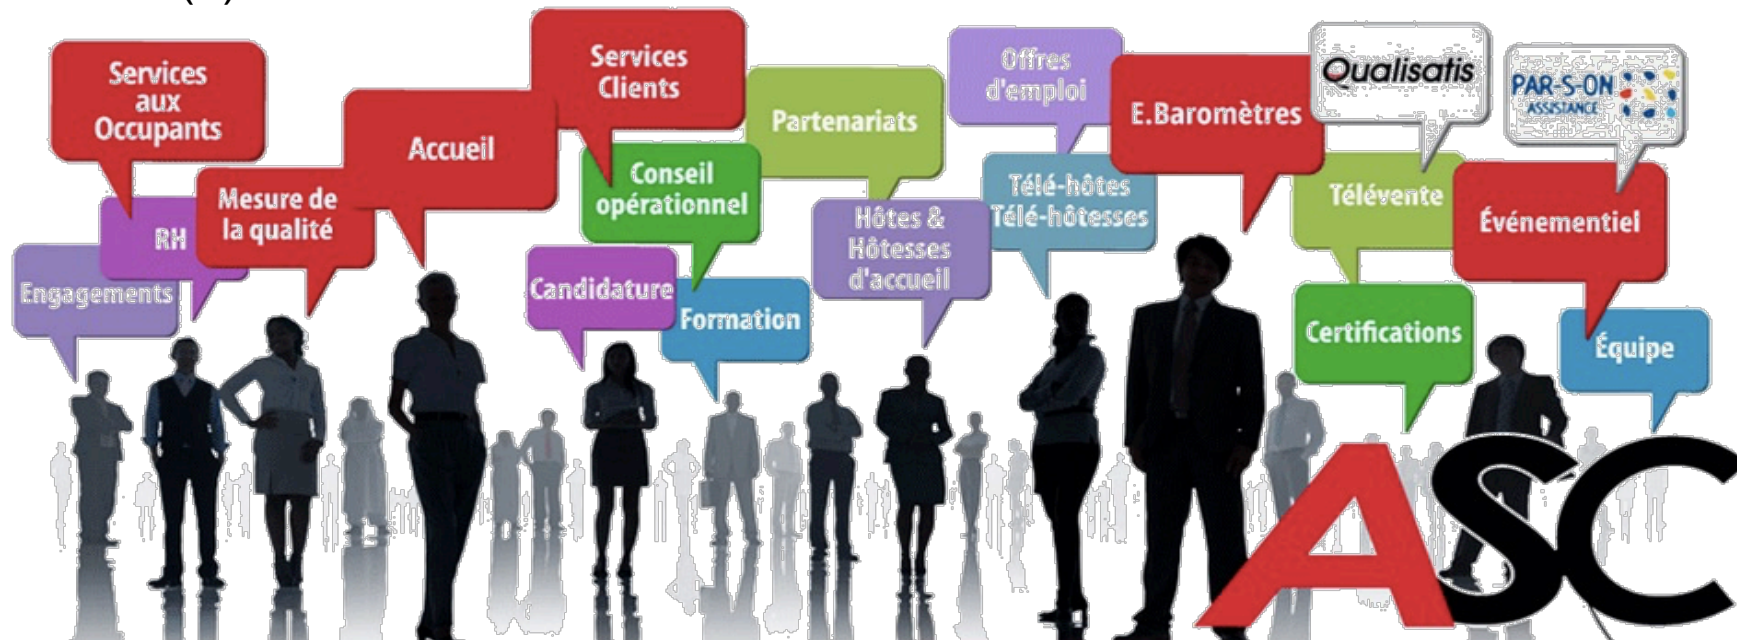 Services
aux
Occupants
RH
Engagements
Mesure de
la qualité
Accueil
Services
Clients
Conseil
opérationnel
Candidature
Formation
Partenariats
Hôtes &
Hôtesses
d'accueil
Offres
d'emploi
Télé-hôtes
Télé-hôtesses
E.Baromètres
Qualisatis
PAR-S-ON
ASSISTANCE
Télévente
Événementiel
Certifications
Équipe
ASC